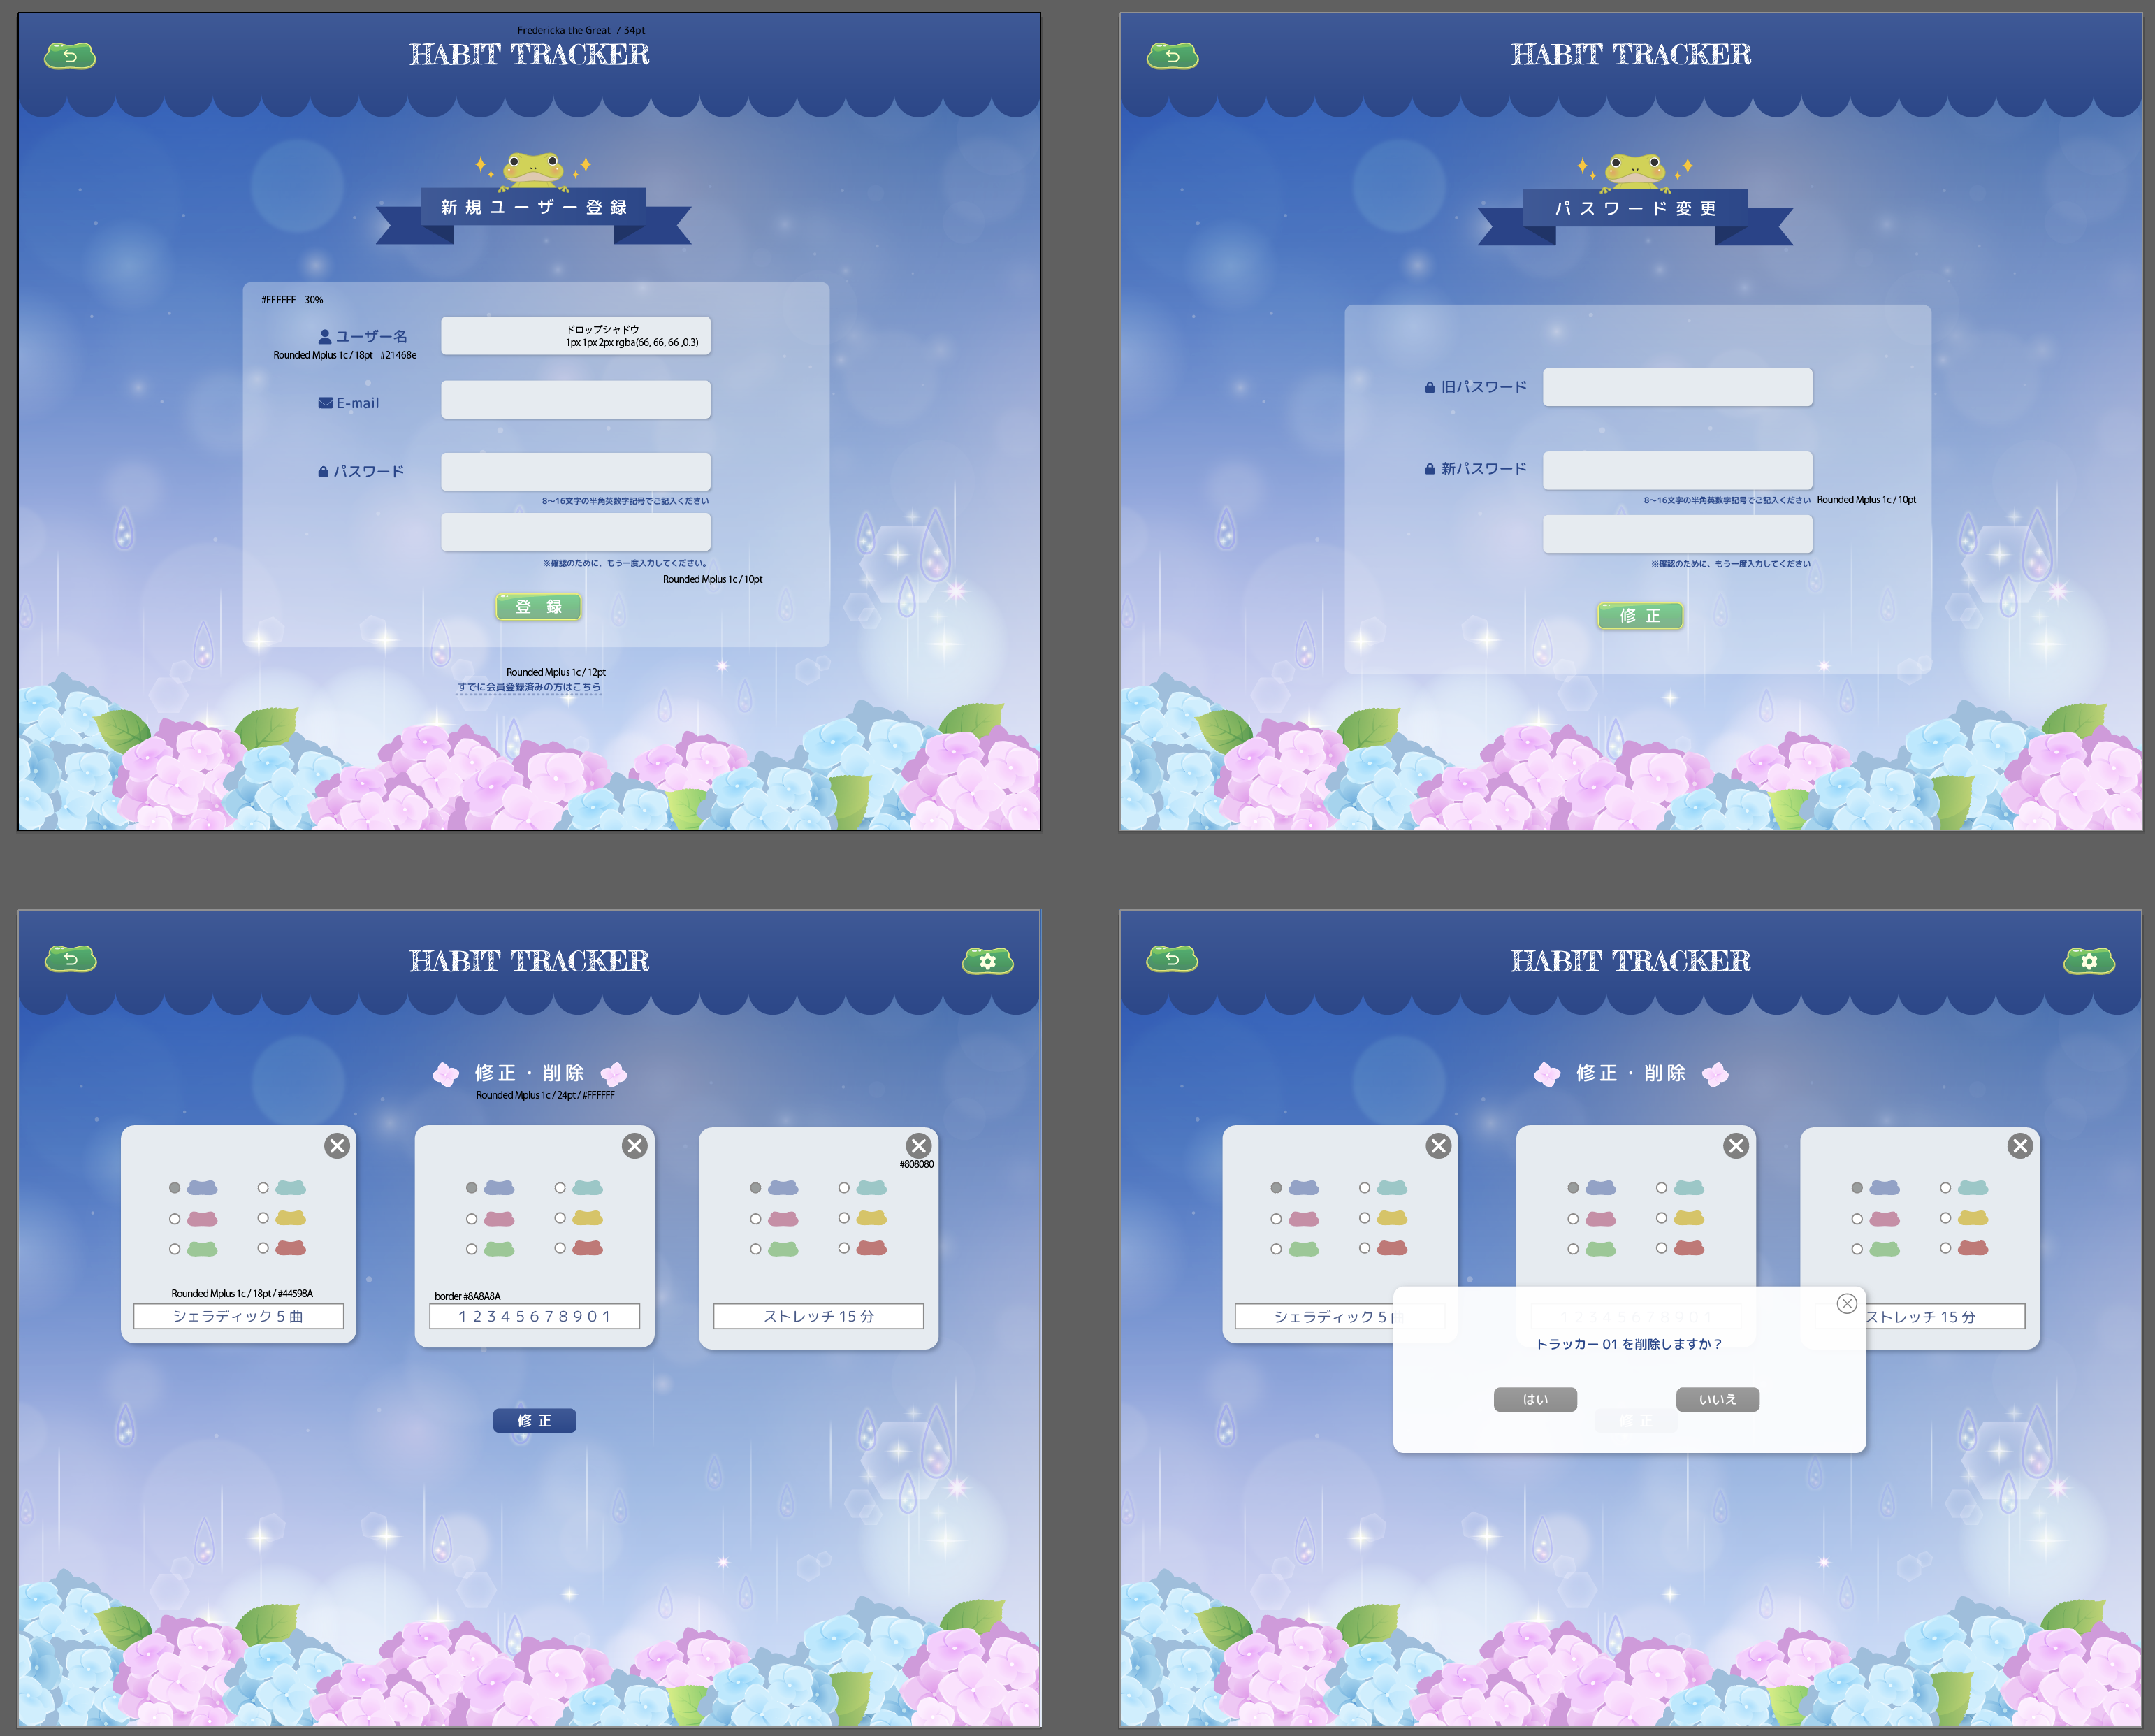 Fredericka the Great / 34pt
HABIT TRACKER
新規ユーザー登録
#FFFFFF 30%
ユーザー名
Rounded Mplus 1c / 18pt #21468e
ドロップシャドウ
1px 1px 2px rgba(66, 66, 66 ,0.3)
E-mail
パスワード
8〜16文字の半角英数字記号でご記入ください
※確認のために、もう一度入力してください。
Rounded Mplus 1c / 10pt
登 録
Rounded Mplus 1c / 12pt
すでに会員登録済みの方はこちら
HABIT TRACKER
パスワード変更
旧パスワード
新パスワード
8〜16文字の半角英数字記号でご記入ください Rounded Mplus 1c / 10pt
※確認のために、もう一度入力してください
修 正
HABIT TRACKER
修正・削除
Rounded Mplus 1c / 24pt / #FFFFFF
#808080
Rounded Mplus 1c / 18pt / #44598A
シェラディック 5 曲
border #8A8A8A
１２３４５６７８９０１
ストレッチ 15 分
修 正
HABIT TRACKER
修正・削除
シェラディック 5 曲
１２３４５６７８９０１
ストレッチ 15 分
トラッカー 01 を削除しますか？
はい
いいえ
修 正